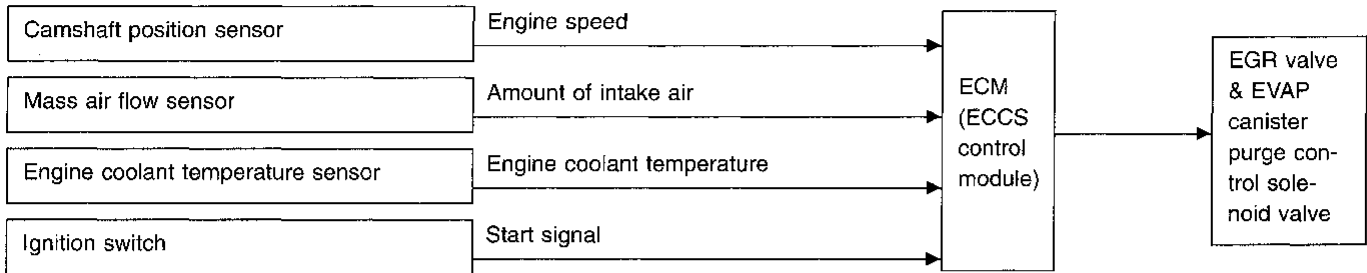 Camshaft position sensor
Engine speed
Mass air flow sensor
Amount of intake air
Engine coolant temperature sensor
Engine coolant temperature
Ignition switch
Start signal
ECM
(ECCS
control
module)
EGR valve
& EVAP
canister
purge con-
trol sole-
noid valve